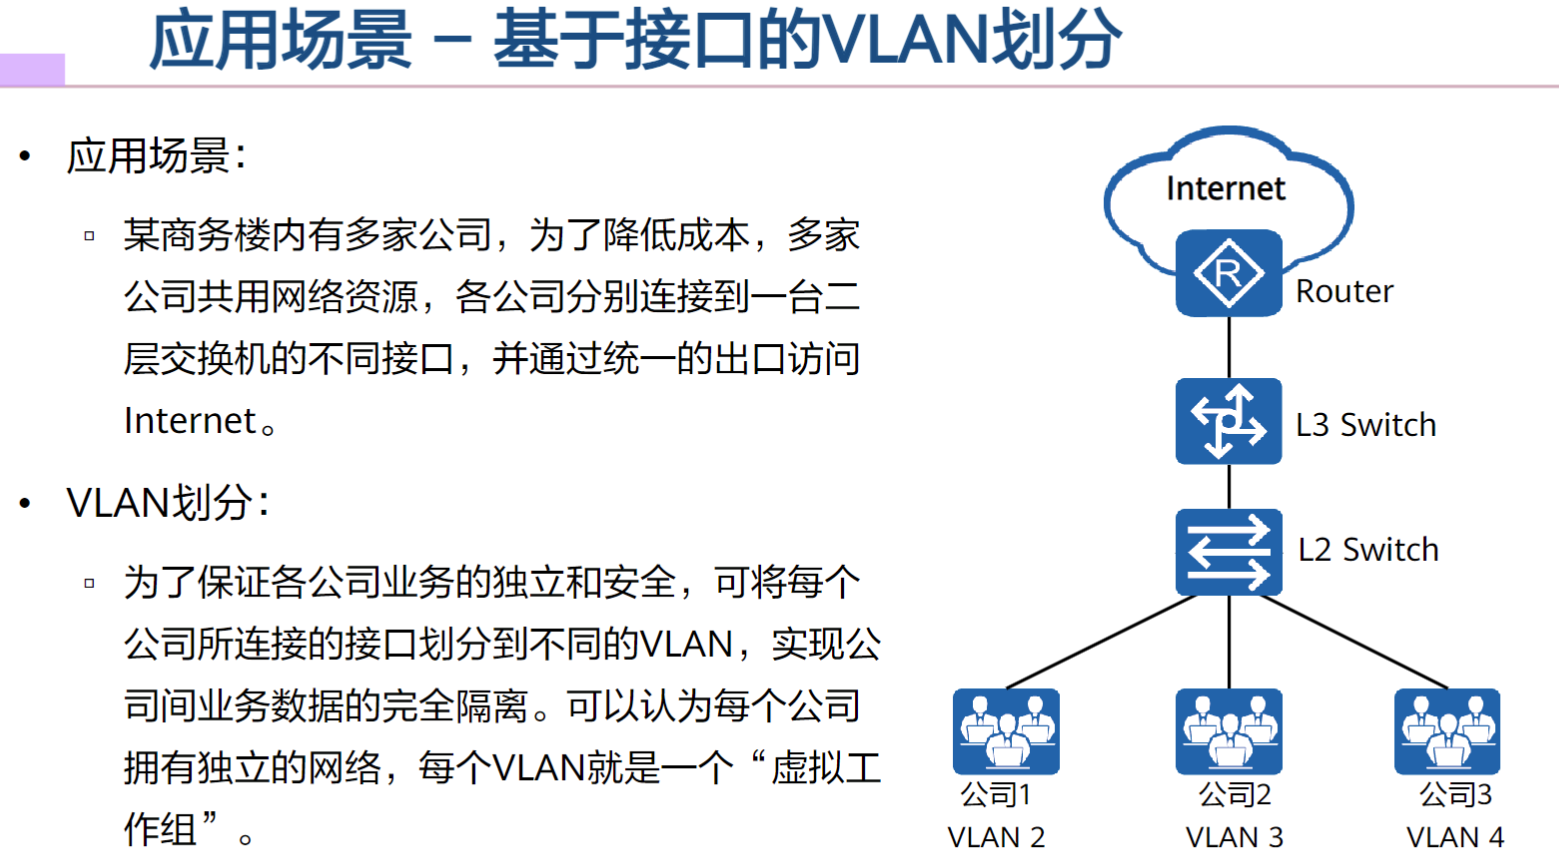 应用场景 – 基于接口的VLAN划分
• 应用场景：
▫ 某商务楼内有多家公司，为了降低成本，多家
公司共用网络资源，各公司分别连接到一台二
层交换机的不同接口，并通过统一的出口访问
Internet。
• VLAN划分：
▫ 为了保证各公司业务的独立和安全，可将每个
公司所连接的接口划分到不同的VLAN，实现公
司间业务数据的完全隔离。可以认为每个公司
拥有独立的网络，每个VLAN就是一个“虚拟工
作组”。
Internet
R
Router
L3 Switch
L2 Switch
公司1
VLAN 2
公司2
VLAN 3
公司3
VLAN 4